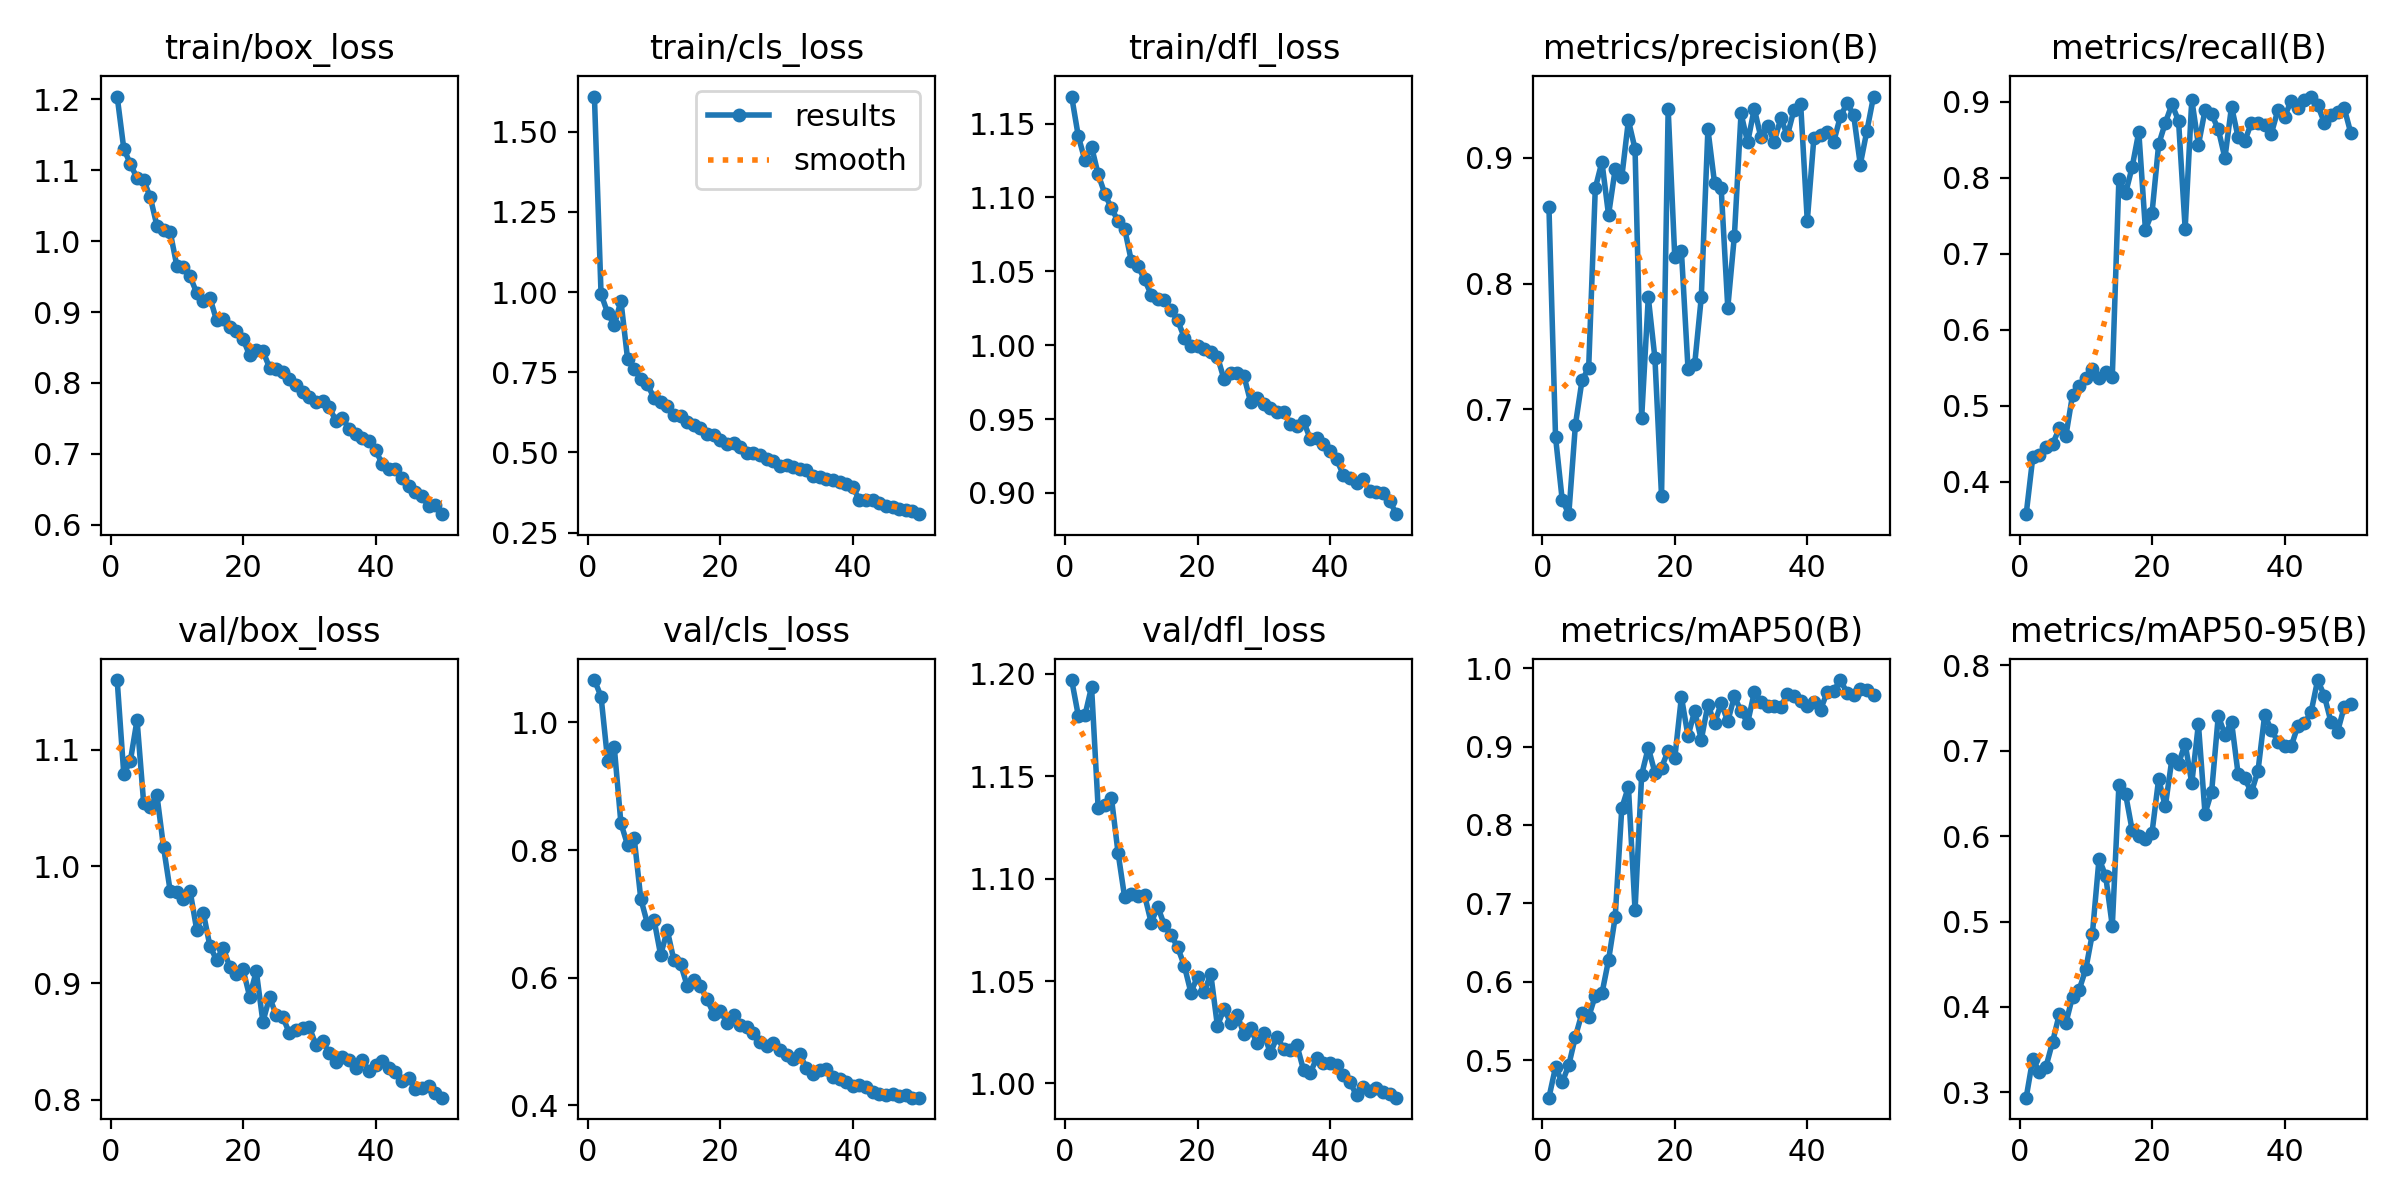 train/box_loss
1.2
1.1
1.0
0.9
0.8
0.7
0.6
0 20 40
train/cls_loss
results
smooth
1.50
1.25
1.00
0.75
0.50
0.25
0 20 40
train/dfl_loss
1.15
1.10
1.05
1.00
0.95
0.90
0 20 40
metrics/precision(B)
0.9
0.8
0.7
0 20 40
metrics/recall(B)
0.9
0.8
0.7
0.6
0.5
0.4
0 20 40
val/box_loss
1.1
1.0
0.9
0.8
0 20 40
val/cls_loss
1.0
0.8
0.6
0.4
0 20 40
val/dfl_loss
1.20
1.15
1.10
1.05
1.00
0 20 40
metrics/mAP50(B)
1.0
0.9
0.8
0.7
0.6
0.5
0 20 40
metrics/mAP50-95(B)
0.8
0.7
0.6
0.5
0.4
0.3
0 20 40